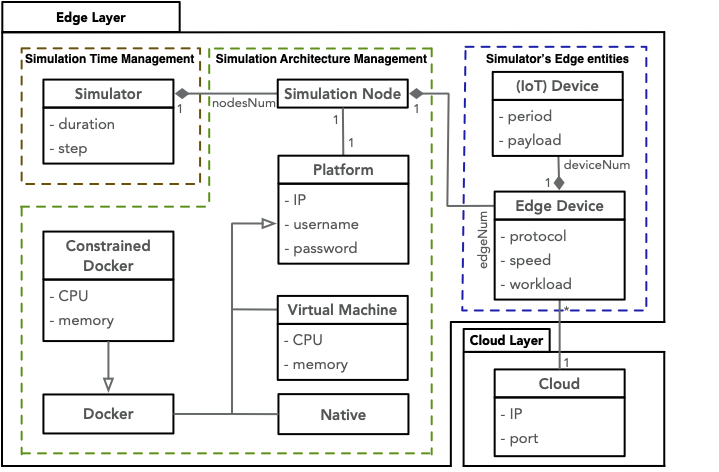 Edge Layer
Simulation Time Management
Simulation Architecture Management
Simulator's Edge entities
Simulator
- duration
- step
1
nodesNum
Simulation Node
1
1
1
Platform
- IP
- username
- password
(IoT) Device
- period
- payload
deviceNum
1
Edge Device
- protocol
- speed
- workload
edgeNum
*
Constrained
Docker
- CPU
- memory
Virtual Machine
- CPU
- memory
Docker
Native
Cloud Layer
1
Cloud
- IP
- port